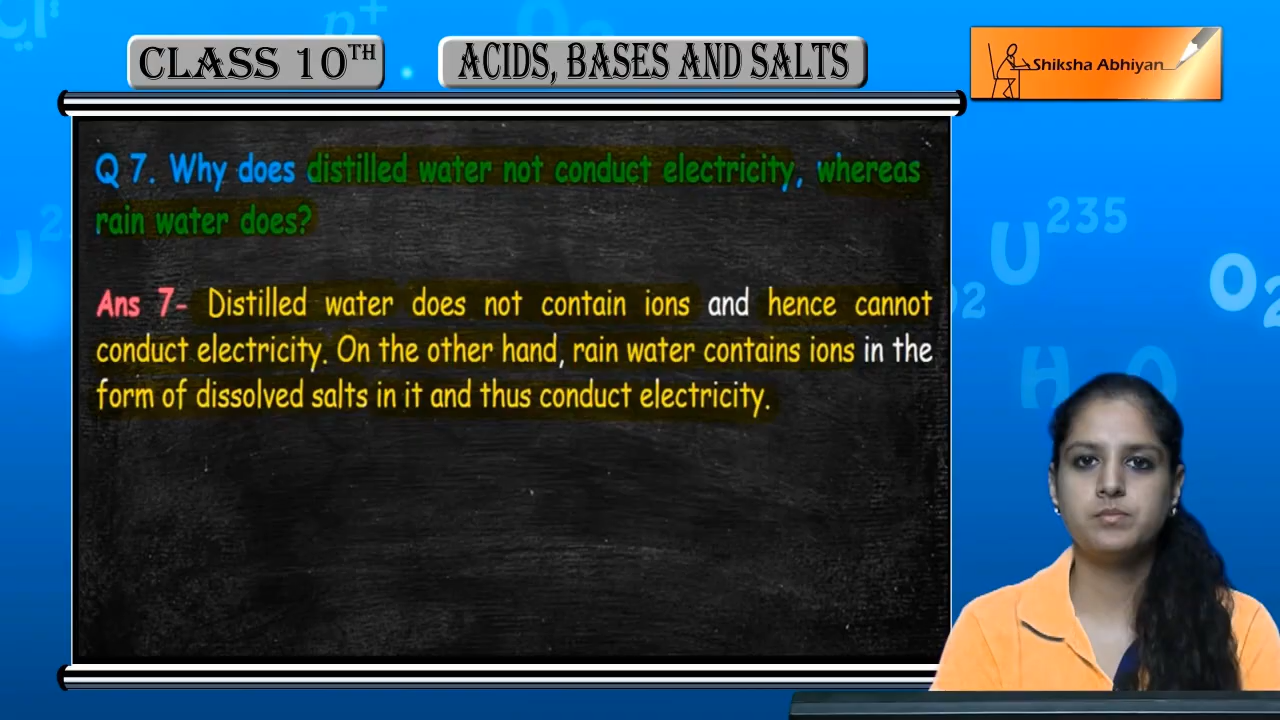 CLASS 10TH
ACIDS, BASES AND SALTS
Shiksha Abhiyan
Q 7. Why does distilled water not conduct electricity, whereas
rain water does?
Ans 7- Distilled water does not contain ions and hence cannot
conduct electricity. On the other hand, rain water contains ions in the
form of dissolved salts in it and thus conduct electricity.
U 235
O2